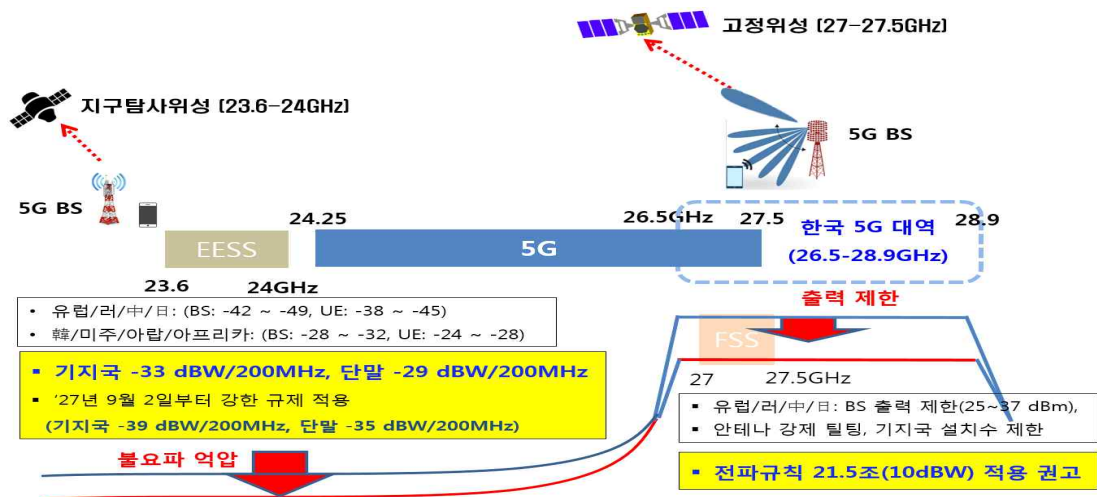 고정위성 (27-27.5GHz)
지구탐사위성 (23.6-24GHz)
5G BS
5G BS
24.25
26.5GHz
27.5
28.9
한국 5G 대역
(26.5-28.9GHz)
EESS
5G
23.6
24GHz
출력 제한
• 유럽/러/中/日: (BS: -42 ~ -49, UE: -38 ~ -45)
• 韓/미주/아랍/아프리카: (BS: -28 ~ -32, UE: -24 ~ -28)
FSS
27
27.5GHz
▪ 기지국 -33 dBW/200MHz, 단말 -29 dBW/200MHz
▪ '27년 9월 2일부터 강한 규제 적용
(기지국 -39 dBW/200MHz, 단말 -35 dBW/200MHz)
▪ 유럽/러/中/日: BS 출력 제한(25~37 dBm),
▪ 안테나 강제 틸팅, 기지국 설치수 제한
불요파 억압
▪ 전파규칙 21.5조(10dBW) 적용 권고